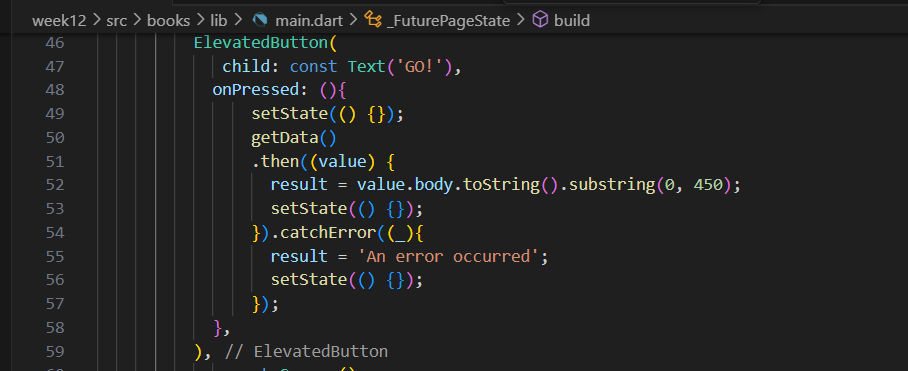 week12 > src > books > lib > main.dart > _FuturePageState > build
46 ElevatedButton(
47 child: const Text('GO!'),
48 onPressed: (){
49 setState(() {});
50 getData()
51 .then((value) {
52 result = value.body.toString().substring(0, 450);
53 setState(() {});
54 }).catchError((_){
55 result = 'An error occurred';
56 setState(() {});
57 });
58 },
59 ), // ElevatedButton